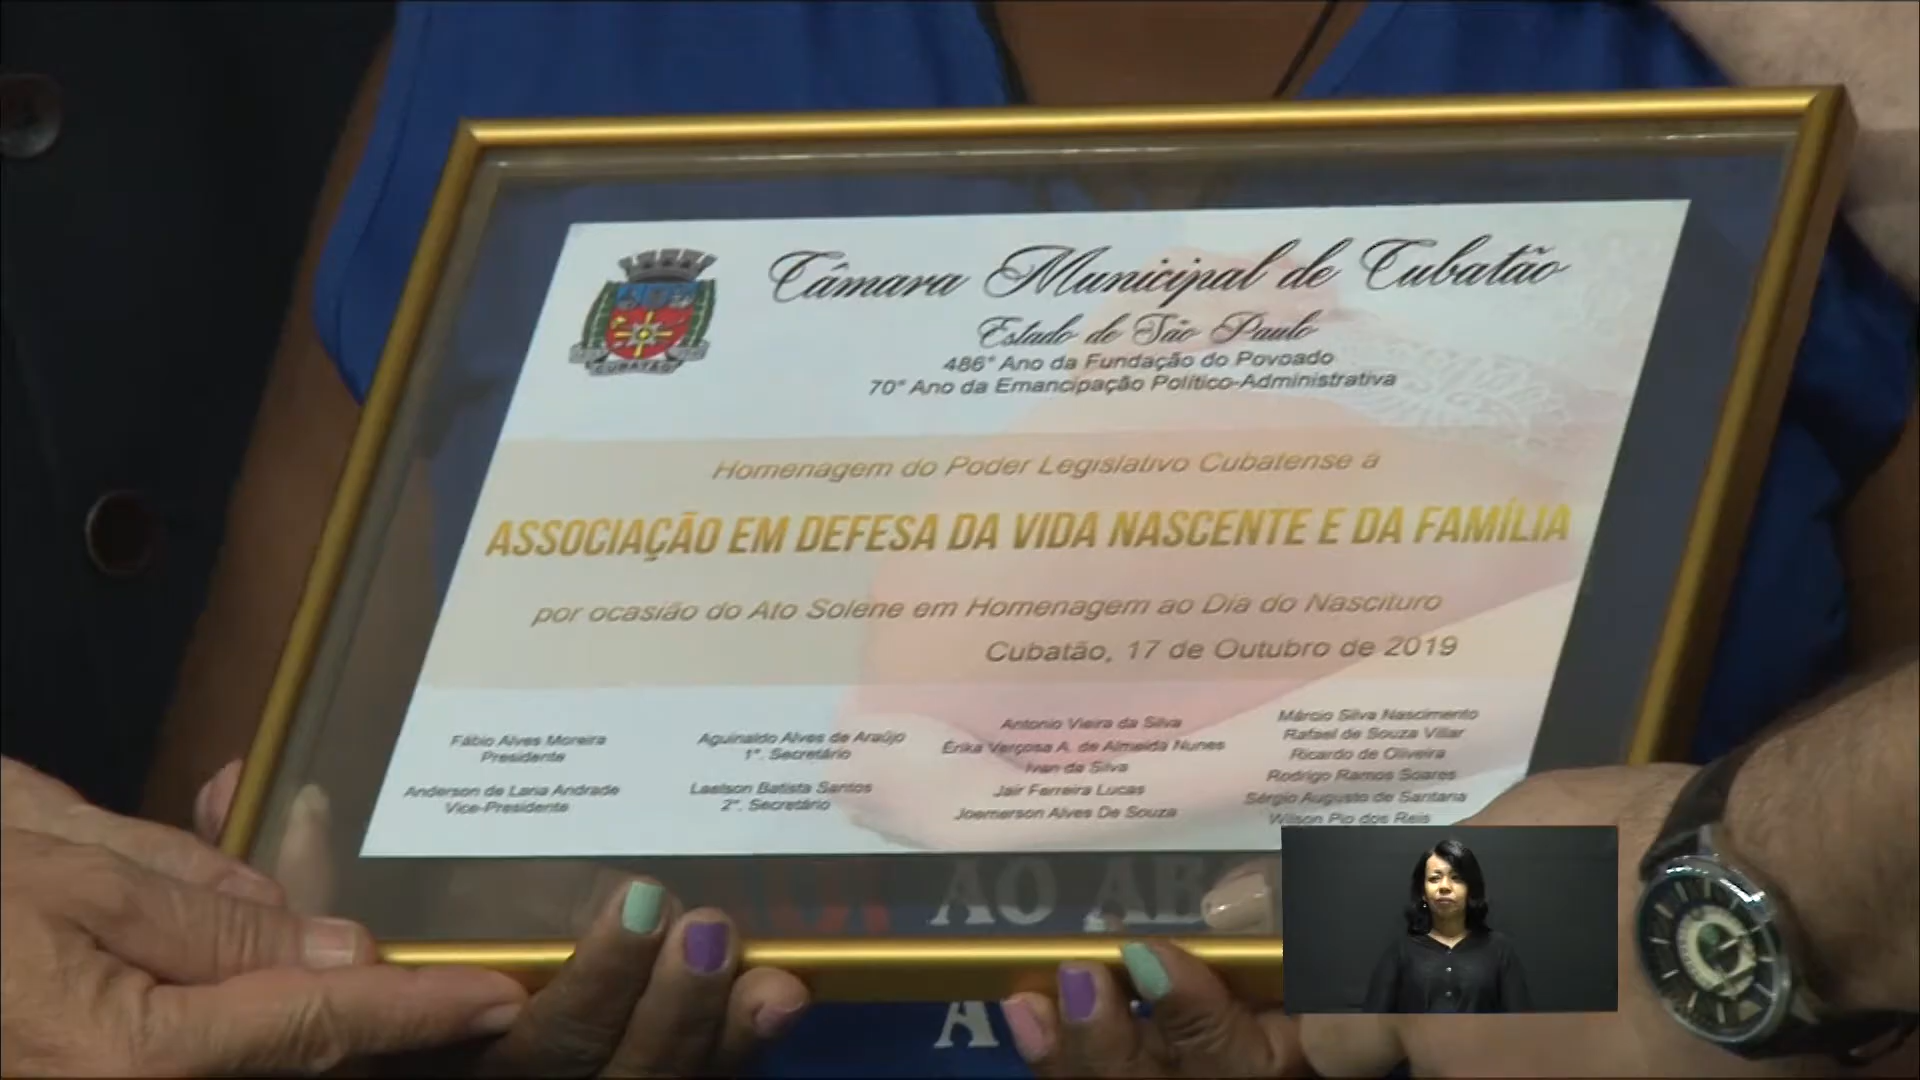 Câmara Municipal de Cubatão
Estado de São Paulo
486° Ano da Fundação do Povoado
70° Ano da Emancipação Político-Administrativa
CUBATÃO
Homenagem do Poder Legislativo Cubatense a
ASSOCIAÇÃO EM DEFESA DA VIDA NASCENTE E DA FAMÍLIA
por ocasião do Ato Solene em Homenagem ao Dia do Nascituro
Cubatão, 17 de Outubro de 2019
Fábio Alves Moreira
Presidente
Anderson de Lana Andrade
Vice-Presidente
Aguinaldo Alves de Araújo
1°. Secretário
Laelson Batista Santos
2°. Secretário
Antonio Vieira da Silva
Érika Verçosa A. de Almeida Nunes
Ivan da Silva
Jair Ferreira Lucas
Joemerson Alves De Souza
Márcio Silva Nascimento
Rafael de Souza Villar
Ricardo de Oliveira
Rodrigo Ramos Soares
Sérgio Augusto de Santana
Wilson Pio dos Reis
AO AB
A